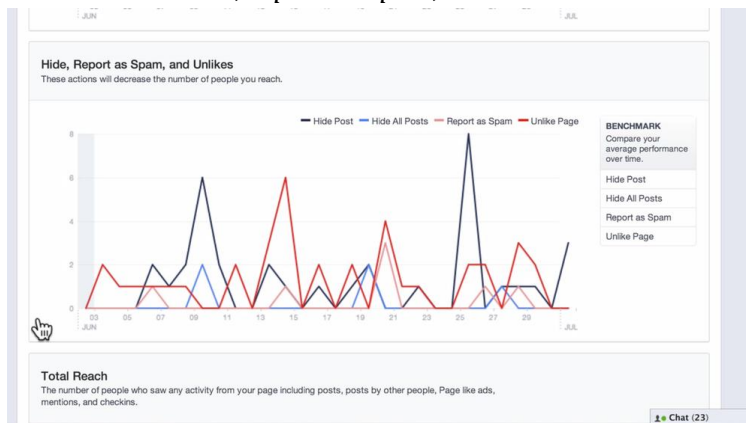 JUN
JUL
Hide, Report as Spam, and Unlikes
These actions will decrease the number of people you reach.
Hide Post Hide All Posts Report as Spam Unlike Page
8
6
4
2
0
03 05 07 09 11 13 15 17 19 21 23 25 27 29
JUN JUL
BENCHMARK
Compare your
average performance
over time.
Hide Post
Hide All Posts
Report as Spam
Unlike Page
Total Reach
The number of people who saw any activity from your page including posts, posts by other people, Page like ads,
mentions, and checkins.
Chat (23)